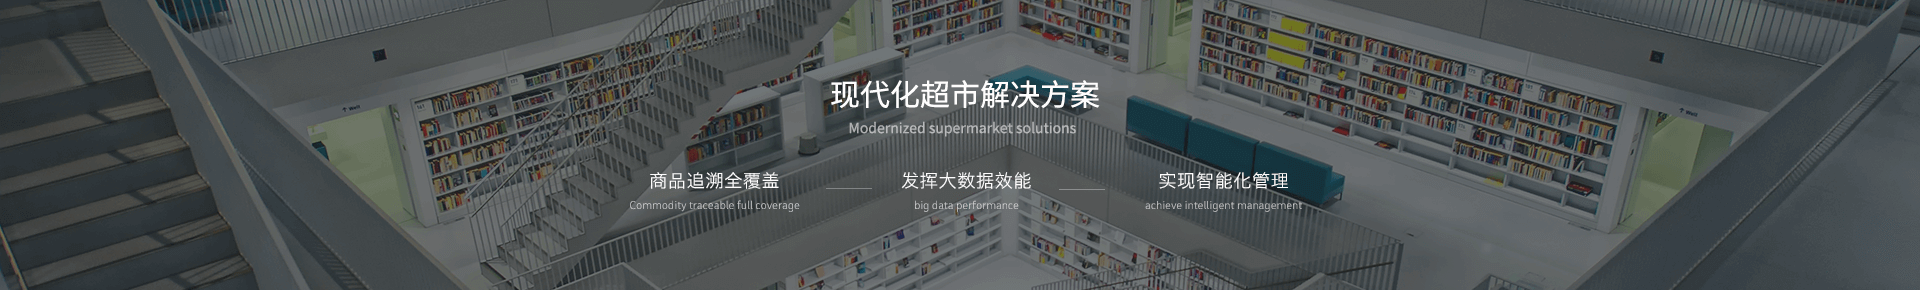 现代化超市解决方案
Modernized supermarket solutions
商品追溯全覆盖
发挥大数据效能
实现智能化管理
Commodity traceable full coverage
big data performance
achieve intelligent management